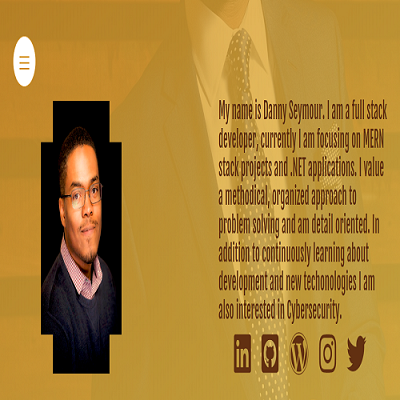 My name is Danny Seymour. I am a full stack
developer, currently I am focusing on MERN
stack projects and .NET applications. I value
a methodical, organized approach to
problem solving and am detail oriented. In
addition to continuously learning about
development and new techonologies I am
also interested in Cybersecurity.